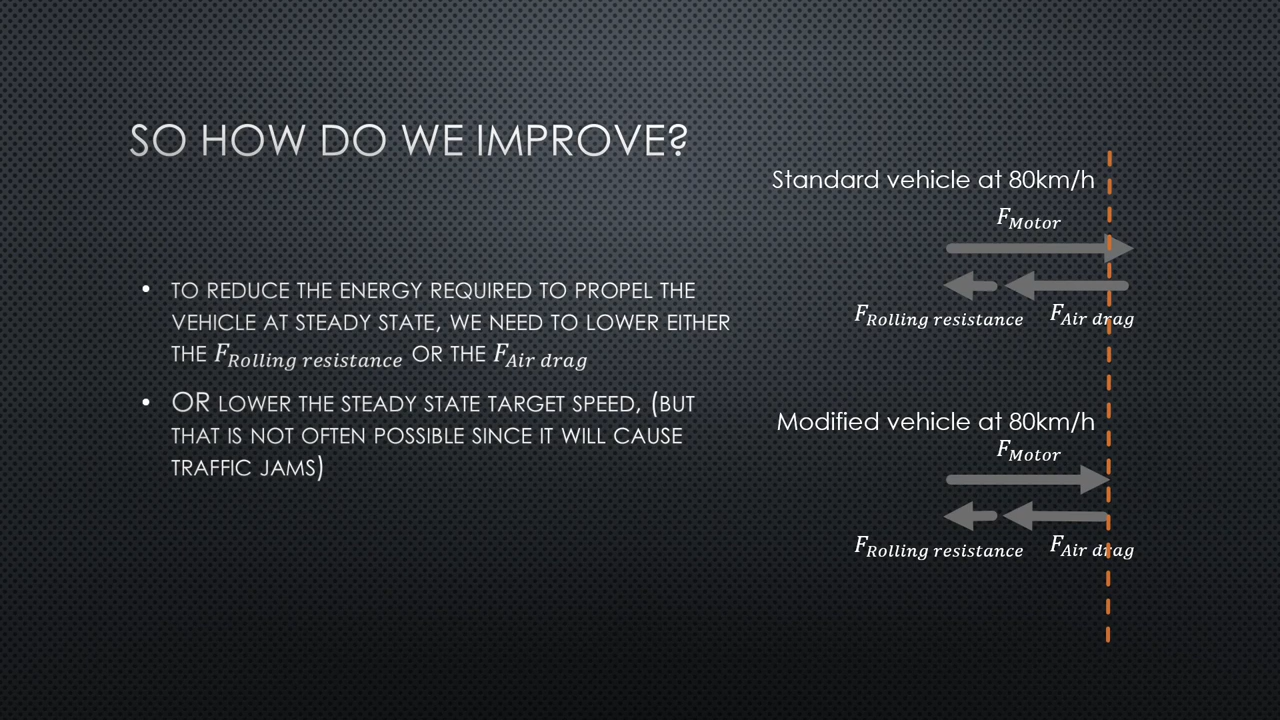 SO HOW DO WE IMPROVE?
• TO REDUCE THE ENERGY REQUIRED TO PROPEL THE
VEHICLE AT STEADY STATE, WE NEED TO LOWER EITHER
THE F_Rolling resistance OR THE F_Air drag
• OR LOWER THE STEADY STATE TARGET SPEED, (BUT
THAT IS NOT OFTEN POSSIBLE SINCE IT WILL CAUSE
TRAFFIC JAMS)
Standard vehicle at 80km/h
F_Motor
F_Rolling resistance F_Air drag
Modified vehicle at 80km/h
F_Motor
F_Rolling resistance F_Air drag